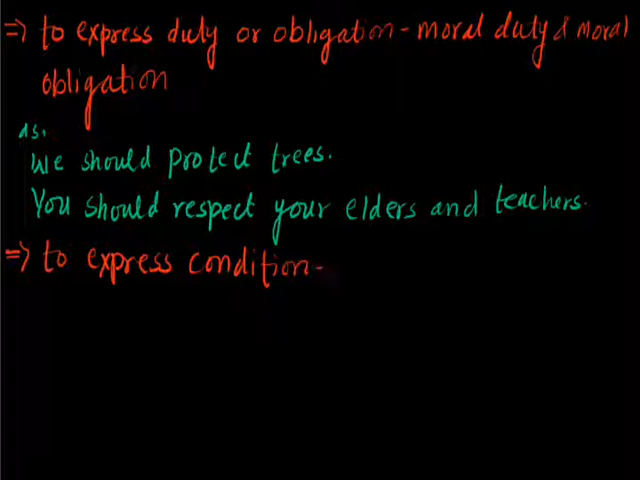 => to express duty or obligation - moral duty & moral
obligation
as.
We should protect trees.
You should respect your elders and teachers.
=> to express condition-